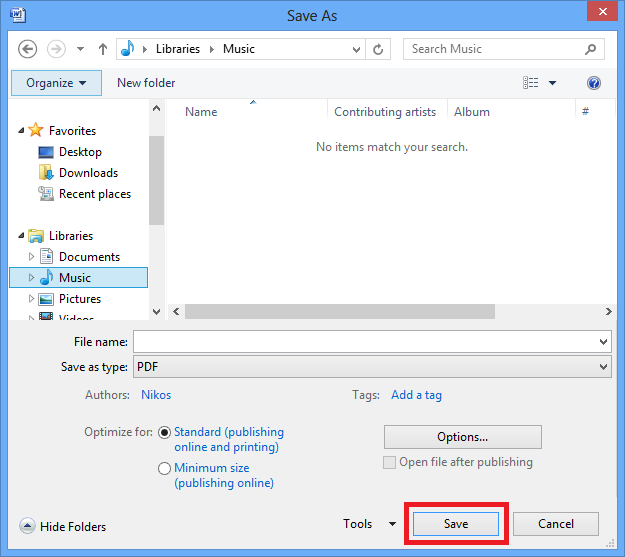 Save As
Libraries Music
Search Music
Organize New folder
Name Contributing artists Album #
Favorites
No items match your search.
Desktop
Downloads
Recent places
Libraries
Documents
Music
Pictures
Videos
File name:
Save as type: PDF
Authors: Nikos Tags: Add a tag
Optimize for: Standard (publishing
online and printing)
Options...
Minimum size
(publishing online)
Open file after publishing
Hide Folders
Tools Save Cancel